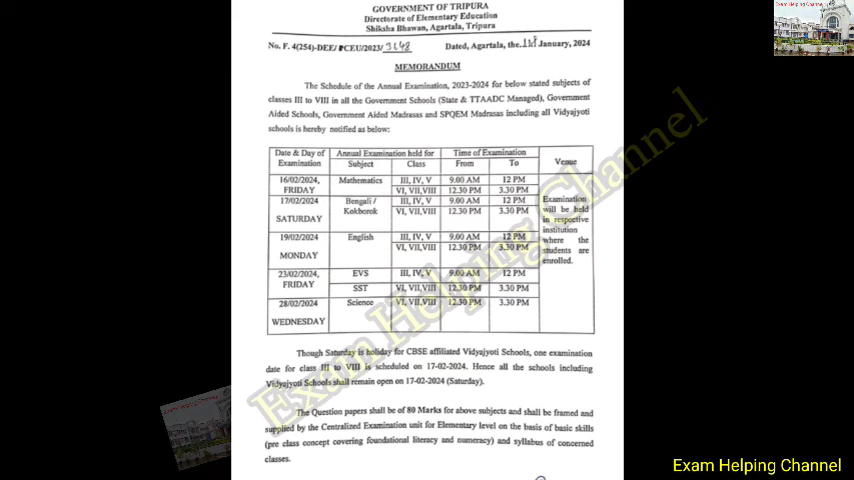 Exam Helping Channel
GOVERNMENT OF TRIPURA
Directorate of Elementary Education
Shiksha Bhawan, Agartala, Tripura
No. F. 4(254)-DEE/PCEU/2023/3648 Dated, Agartala, the January, 2024
MEMORANDUM
The Schedule of the Annual Examination, 2023-2024 for below stated subjects of
classes III to VIII in all the Government Schools (State & TTAADC Managed), Government
Aided Schools, Government Aided Madrasas and SPQEM Madrasas including all Vidyajyoti
schools is hereby notified as below:
Date & Day of Examination Annual Examination held for Time of Examination Venue
Subject Class From To
16/02/2024, FRIDAY Mathematics III, IV, V 9.00 AM 12 PM
VI, VII,VIII 12.30 PM 3.30 PM
17/02/2024 SATURDAY Bengali / Kokborok III, IV, V 9.00 AM 12 PM
VI, VII,VIII 12.30 PM 3.30 PM
19/02/2024 MONDAY English III, IV, V 9.00 AM 12 PM
VI, VII,VIII 12.30 PM 3.30 PM
23/02/2024, FRIDAY EVS III, IV, V 9.00 AM 12 PM
SST VI, VII,VIII 12.30 PM 3.30 PM
28/02/2024 WEDNESDAY Science VI, VII,VIII 12.30 PM 3.30 PM
Examination
will be held
in respective
institution
where the
students are
enrolled.
Though Saturday is holiday for CBSE affiliated Vidyajyoti Schools, one examination
date for class III to VIII is scheduled on 17-02-2024. Hence all the schools including
Vidyajyoti Schools shall remain open on 17-02-2024 (Saturday).
The Question papers shall be of 80 Marks for above subjects and shall be framed and
supplied by the Centralized Examination unit for Elementary level on the basis of basic skills
(pre class concept covering foundational literacy and numeracy) and syllabus of concerned
classes.
Exam Helping Channel
Exam Helping Channel
Exam Helping Channel